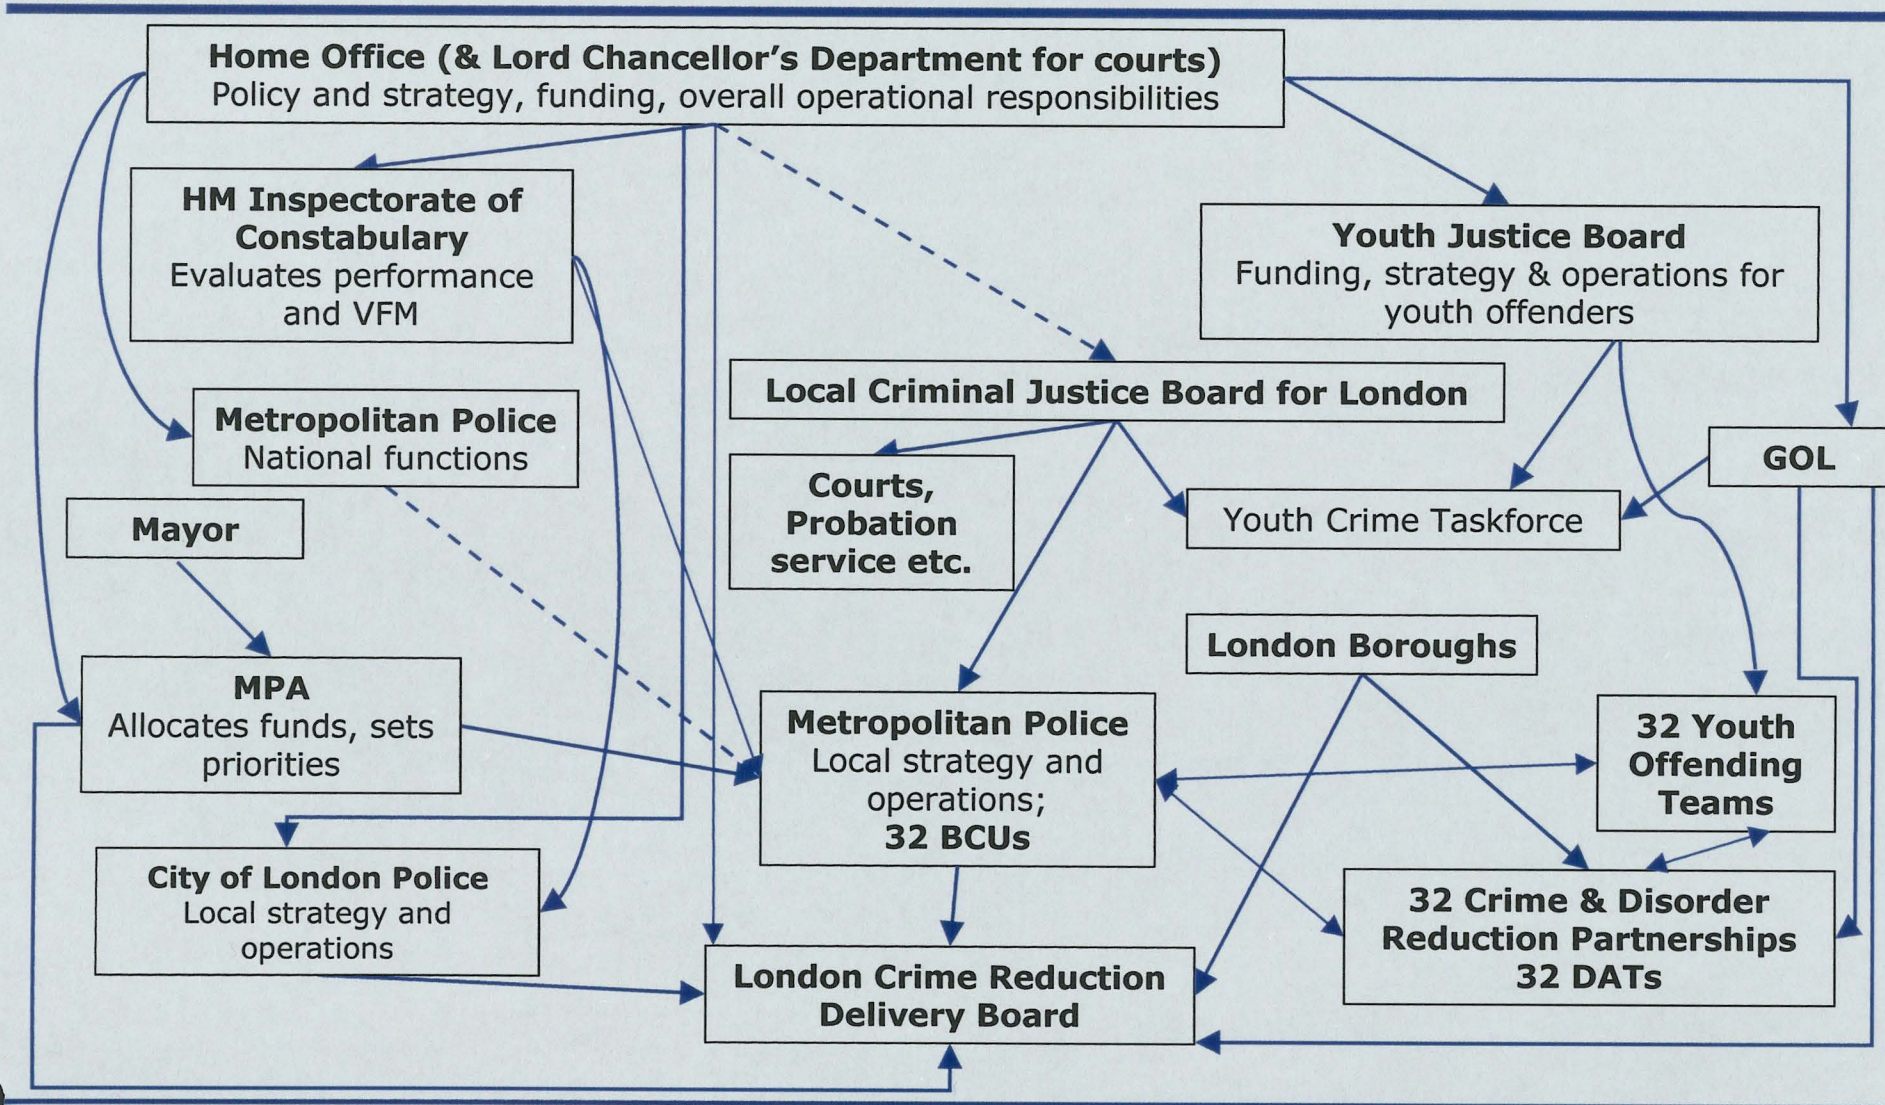 Home Office (& Lord Chancellor’s Department for courts)
Policy and strategy, funding, overall operational responsibilities
HM Inspectorate of
Constabulary
Evaluates performance
and VFM
Youth Justice Board
Funding, strategy & operations for
youth offenders
Local Criminal Justice Board for London
Metropolitan Police
National functions
GOL
Courts,
Probation
service etc.
Youth Crime Taskforce
Mayor
London Boroughs
MPA
Allocates funds, sets
priorities
Metropolitan Police
Local strategy and
operations;
32 BCUs
32 Youth
Offending
Teams
City of London Police
Local strategy and
operations
32 Crime & Disorder
Reduction Partnerships
32 DATs
London Crime Reduction
Delivery Board